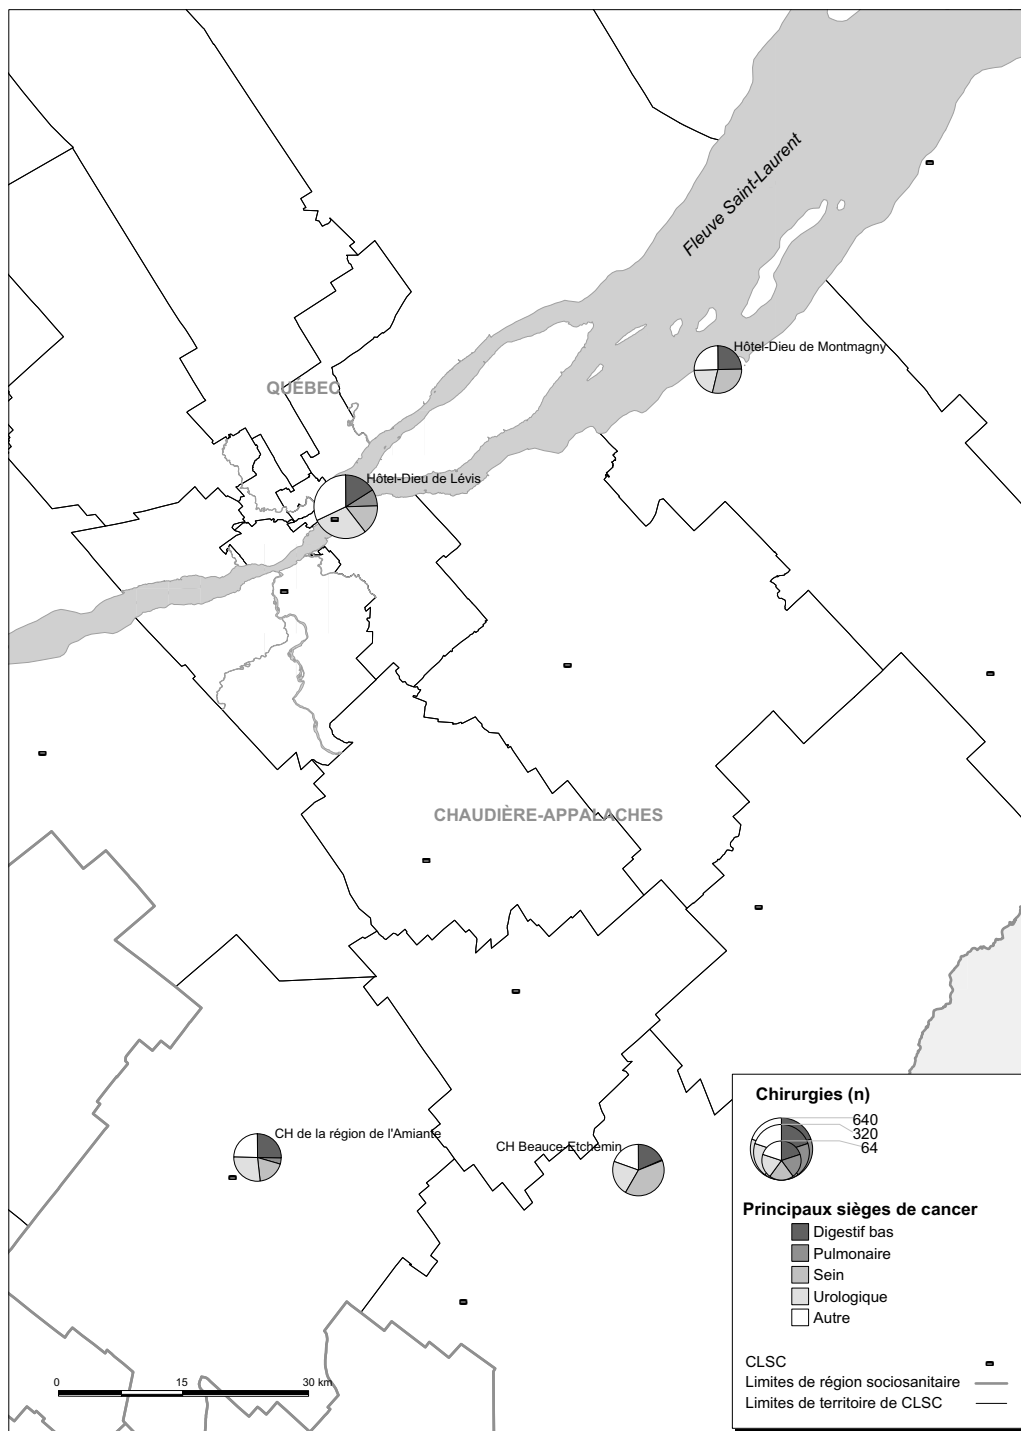 Fleuve Saint-Laurent
Hôtel-Dieu de Montmagny
QUÉBEC
Hôtel-Dieu de Lévis
CHAUDIÈRE-APPALACHES
CH de la région de l'Amiante
CH Beauce-Etchemin
Chirurgies (n)
640
320
64
Principaux sièges de cancer
Digestif bas
Pulmonaire
Sein
Urologique
Autre
CLSC
Limites de région sociosanitaire
Limites de territoire de CLSC
0 15 30 km